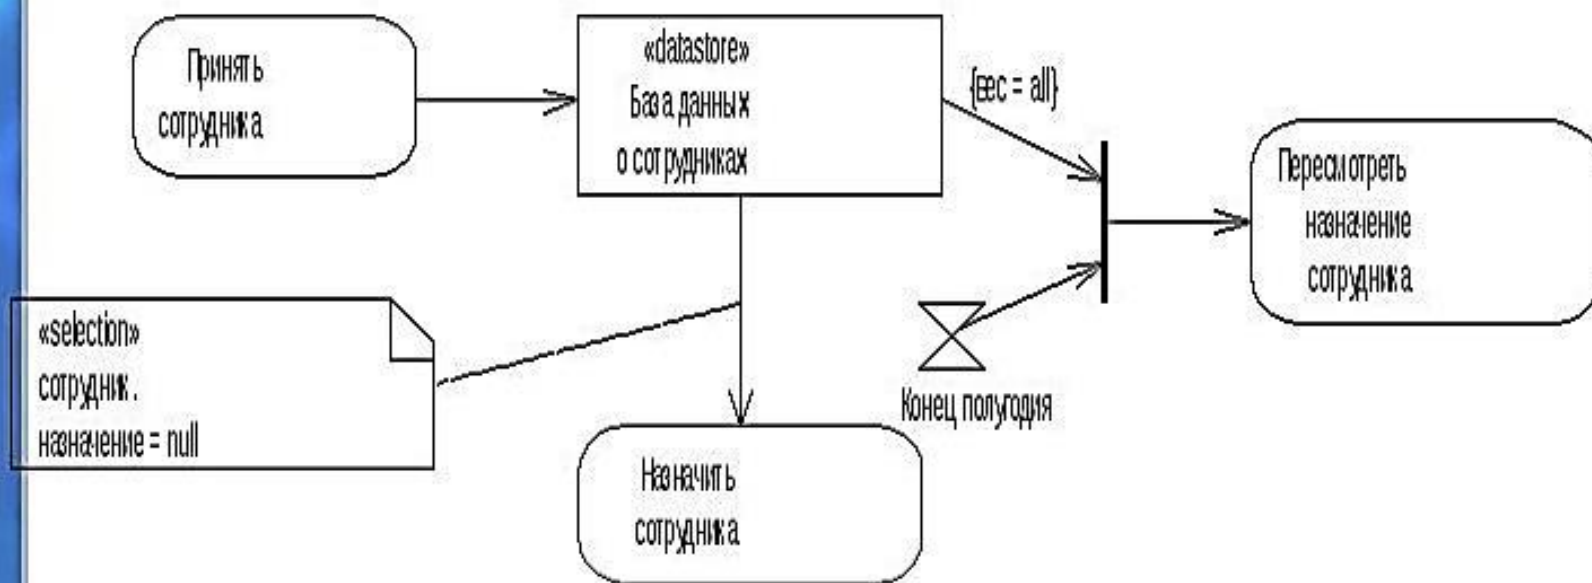 Принять
сотрудника
«datastore»
База данных
о сотрудниках
{вес = all}
Пересмотреть
назначение
сотрудника
«selection»
сотрудник.
назначение = null
Конец полугодия
Назначить
сотрудника